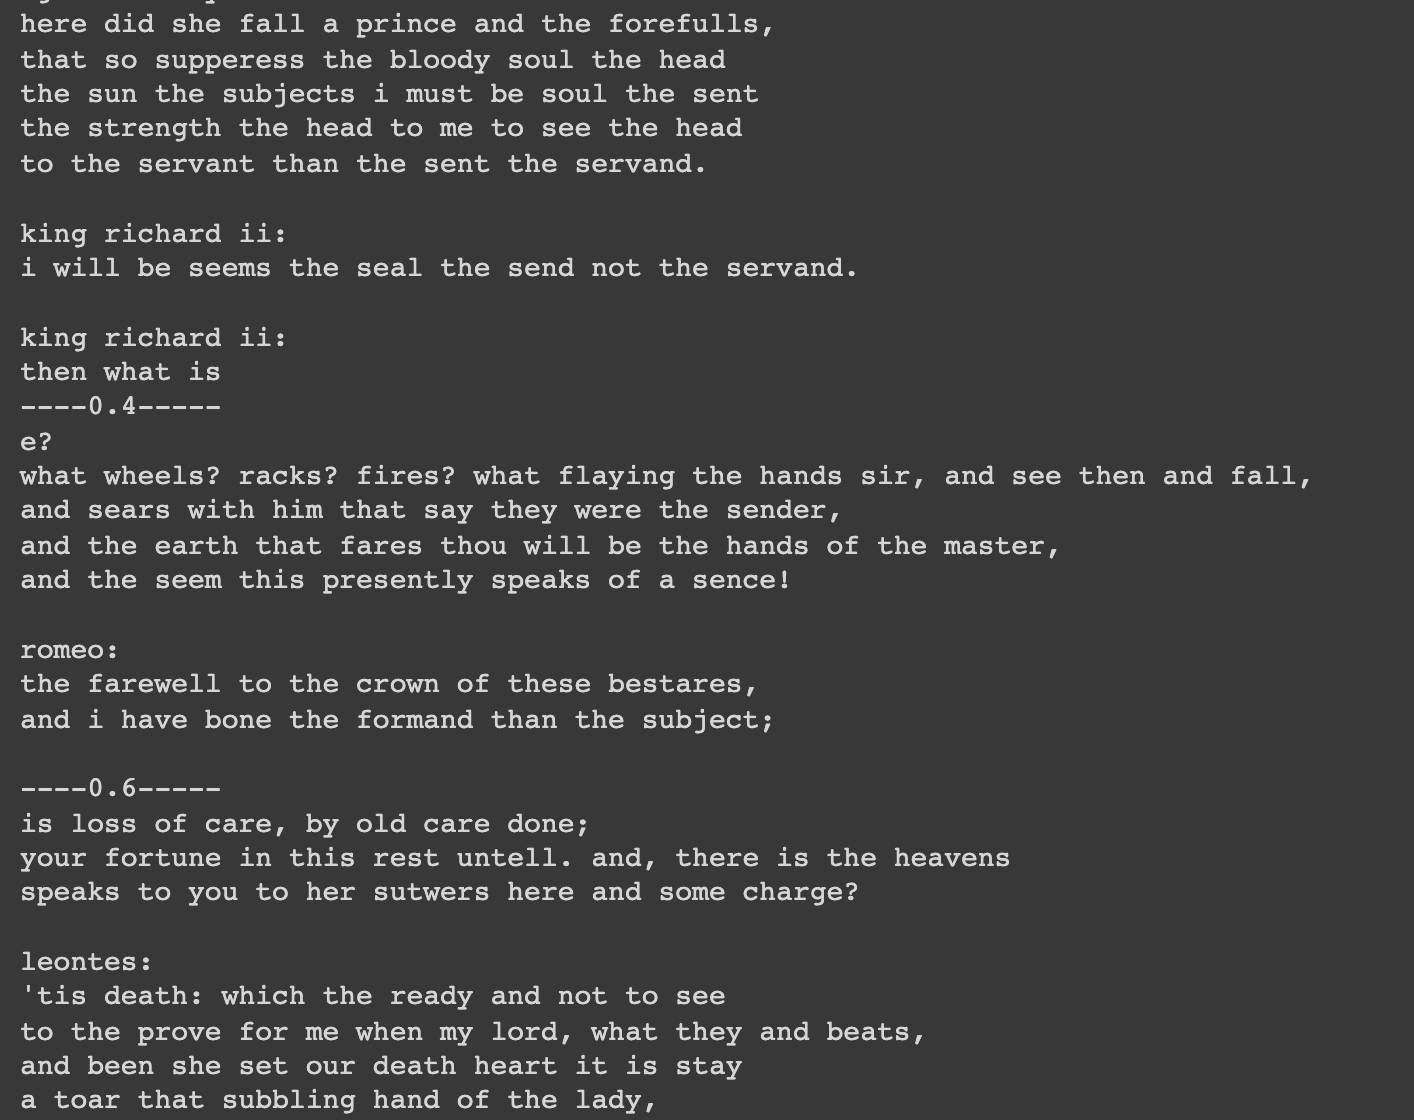 here did she fall a prince and the forefulls,
that so supperess the bloody soul the head
the sun the subjects i must be soul the sent
the strength the head to me to see the head
to the servant than the sent the servand.
king richard ii:
i will be seems the seal the send not the servand.
king richard ii:
then what is
----0.4-----
e?
what wheels? racks? fires? what flaying the hands sir, and see then and fall,
and sears with him that say they were the sender,
and the earth that fares thou will be the hands of the master,
and the seem this presently speaks of a sence!
romeo:
the farewell to the crown of these bestares,
and i have bone the formand than the subject;
----0.6-----
is loss of care, by old care done;
your fortune in this rest untell. and, there is the heavens
speaks to you to her sutwers here and some charge?
leontes:
'tis death: which the ready and not to see
to the prove for me when my lord, what they and beats,
and been she set our death heart it is stay
a toar that subbling hand of the lady,